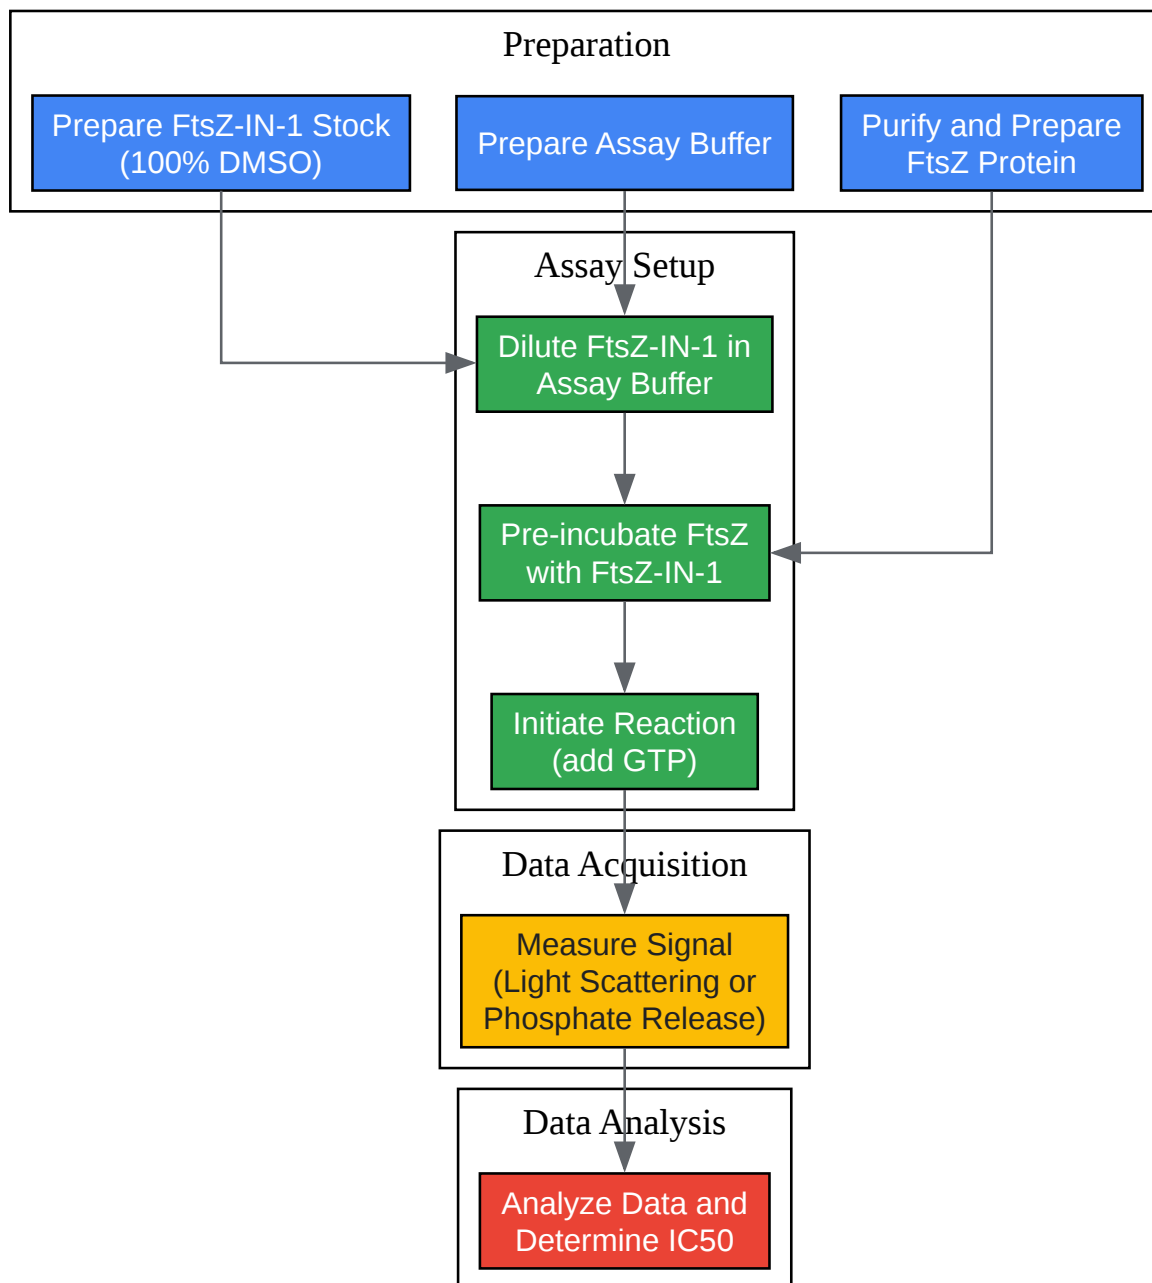 Preparation
Prepare FtsZ-IN-1 Stock
(100% DMSO)
Prepare Assay Buffer
Purify and Prepare
FtsZ Protein
Assay Setup
Dilute FtsZ-IN-1 in
Assay Buffer
Pre-incubate FtsZ
with FtsZ-IN-1
Initiate Reaction
(add GTP)
Data Acquisition
Measure Signal
(Light Scattering or
Phosphate Release)
Data Analysis
Analyze Data and
Determine IC50